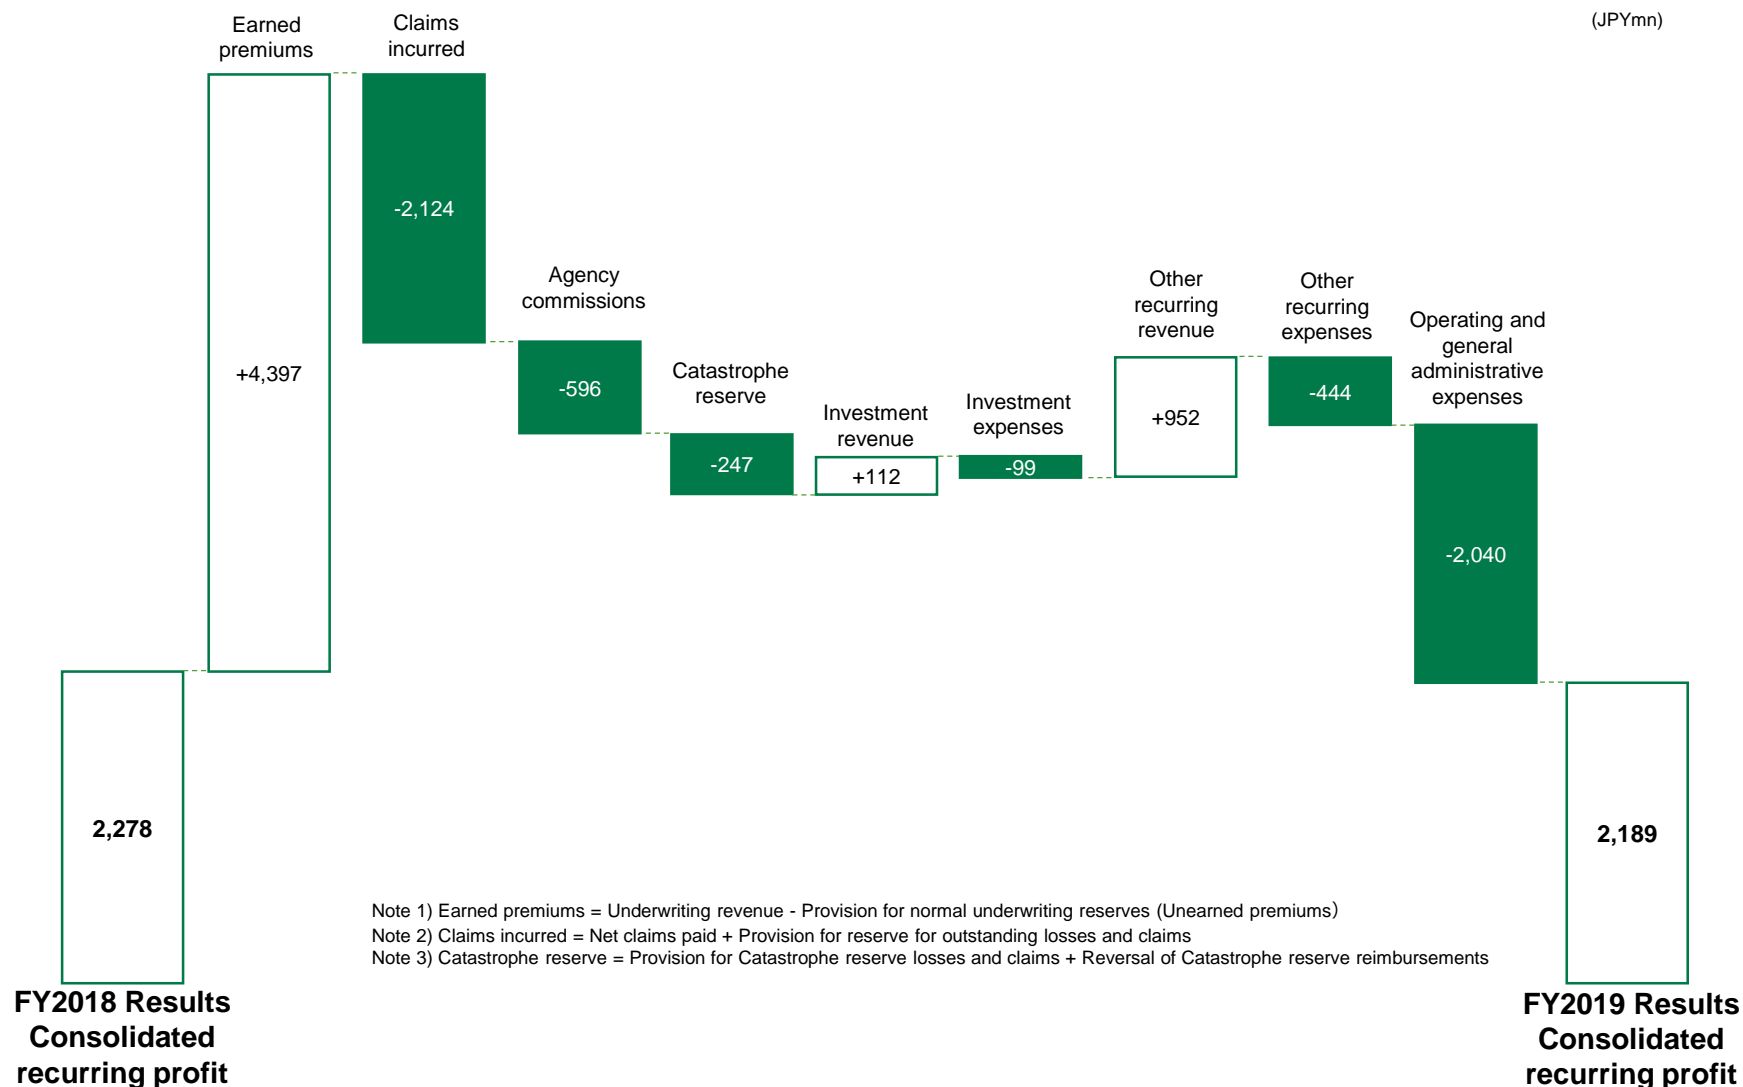 (JPYmn)
Earned
premiums
Claims
incurred
-2,124
+4,397
Agency
commissions
-596
Catastrophe
reserve
-247
Investment
revenue
+112
Investment
expenses
-99
Other
recurring
revenue
+952
Other
recurring
expenses
-444
Operating and
general
administrative
expenses
-2,040
2,278
2,189
Note 1) Earned premiums = Underwriting revenue - Provision for normal underwriting reserves (Unearned premiums）
Note 2) Claims incurred = Net claims paid + Provision for reserve for outstanding losses and claims
Note 3) Catastrophe reserve = Provision for Catastrophe reserve losses and claims + Reversal of Catastrophe reserve reimbursements
FY2018 Results
Consolidated
recurring profit
FY2019 Results
Consolidated
recurring profit